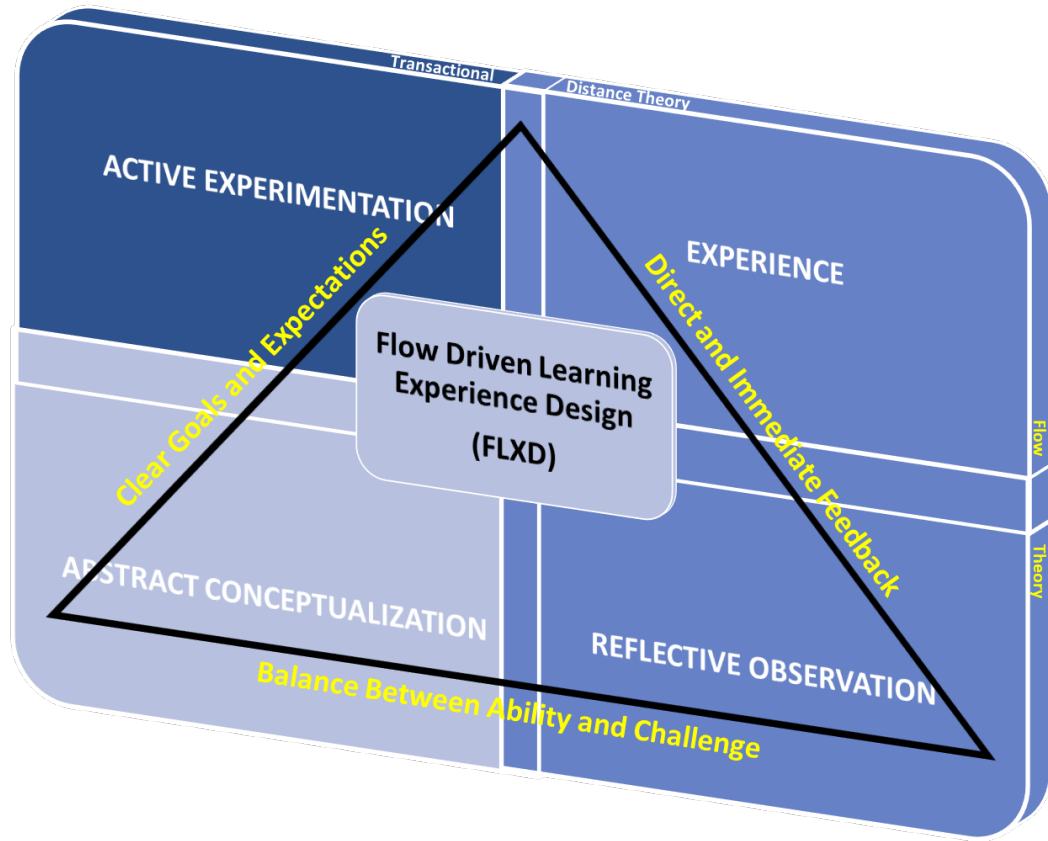 Transactional
Distance Theory
ACTIVE EXPERIMENTATION
EXPERIENCE
Clear Goals and Expectations
Direct and Immediate Feedback
Flow Driven Learning
Experience Design
(FLXD)
Flow
Theory
ABSTRACT CONCEPTUALIZATION
REFLECTIVE OBSERVATION
Balance Between Ability and Challenge